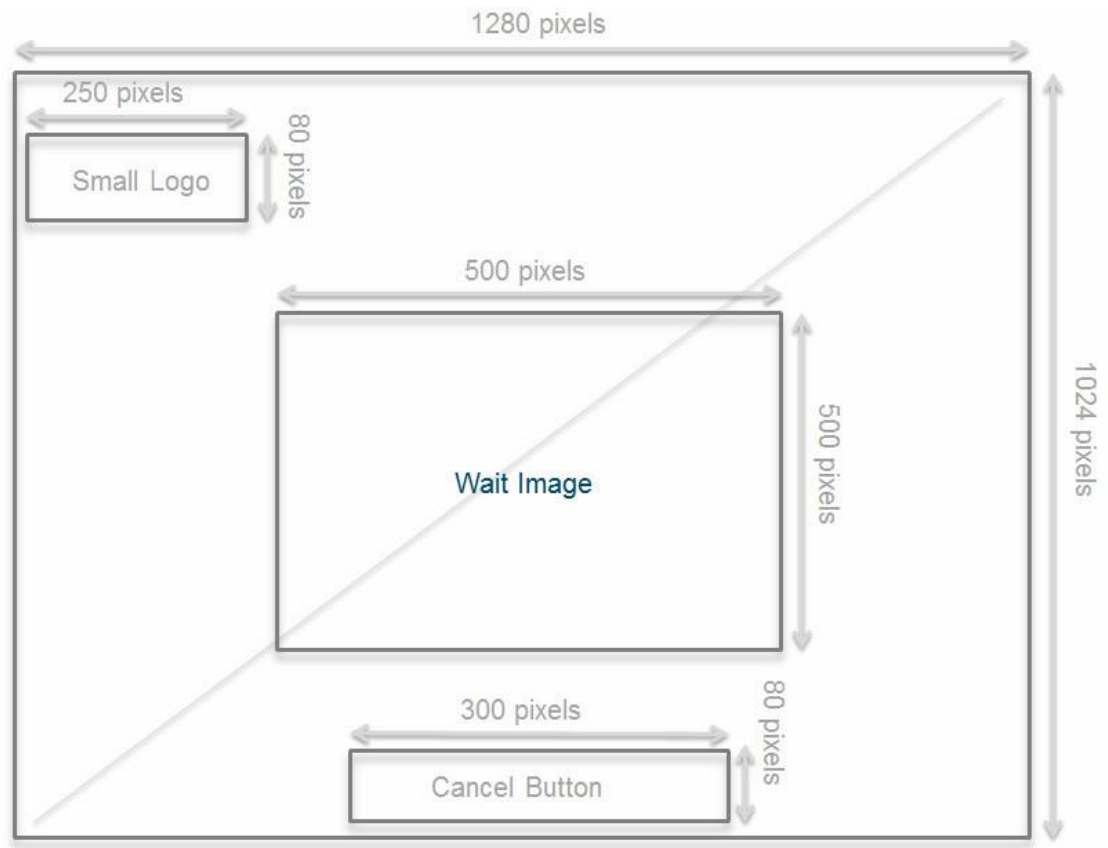 1280 pixels
250 pixels
80 pixels
Small Logo
500 pixels
500 pixels
1024 pixels
Wait Image
300 pixels
80 pixels
Cancel Button